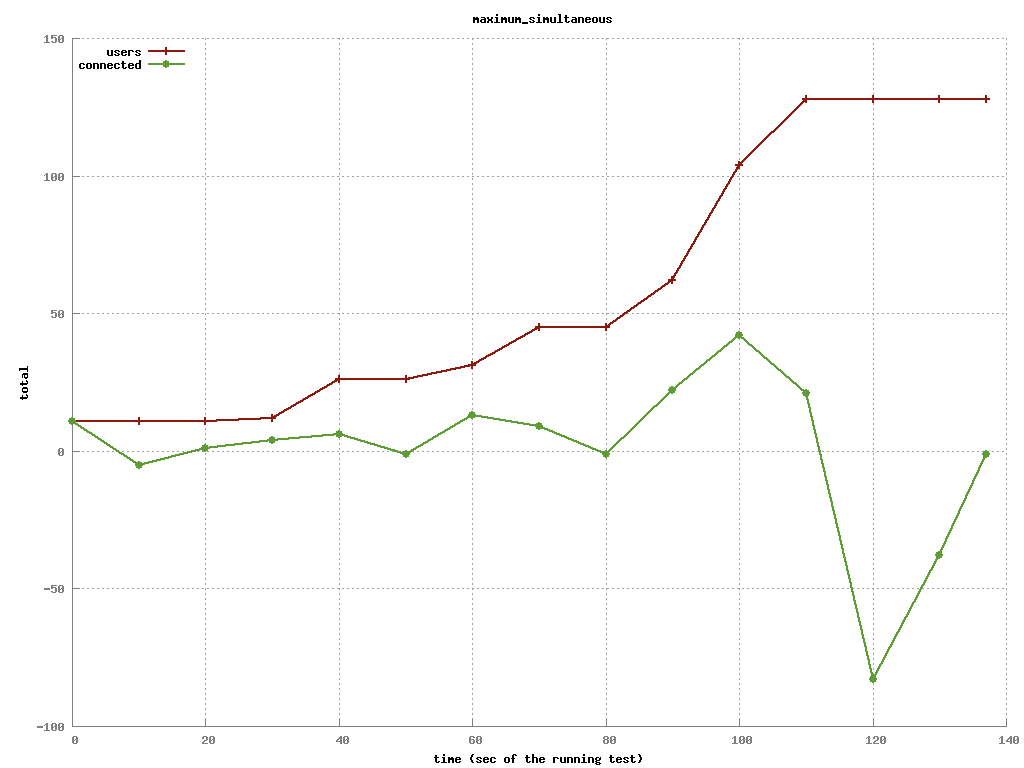 maximum_simultaneous
150
users
connected
100
50
total
0
-50
-100
0 20 40 60 80 100 120 140
time (sec of the running test)